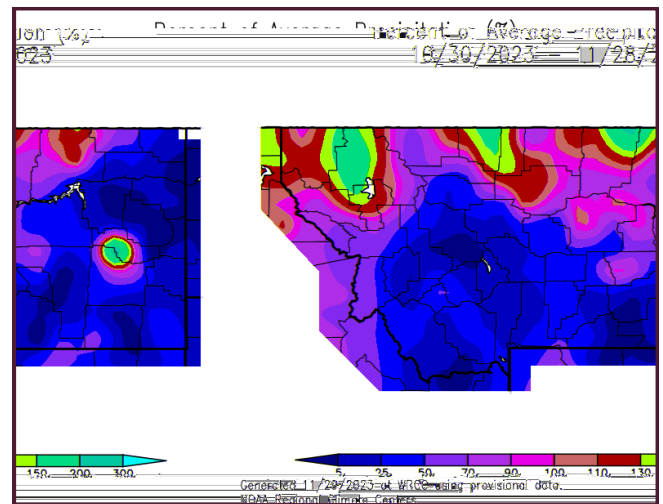 Percent of Average Precipitation (%)
10/30/2023 – 11/28/2
023
150. 200. 300. 5. 25. 50. 70. 90. 100. 110. 130
Generated 11/29/2023 at WRCC using provisional data.
NOAA Regional Climate Centers